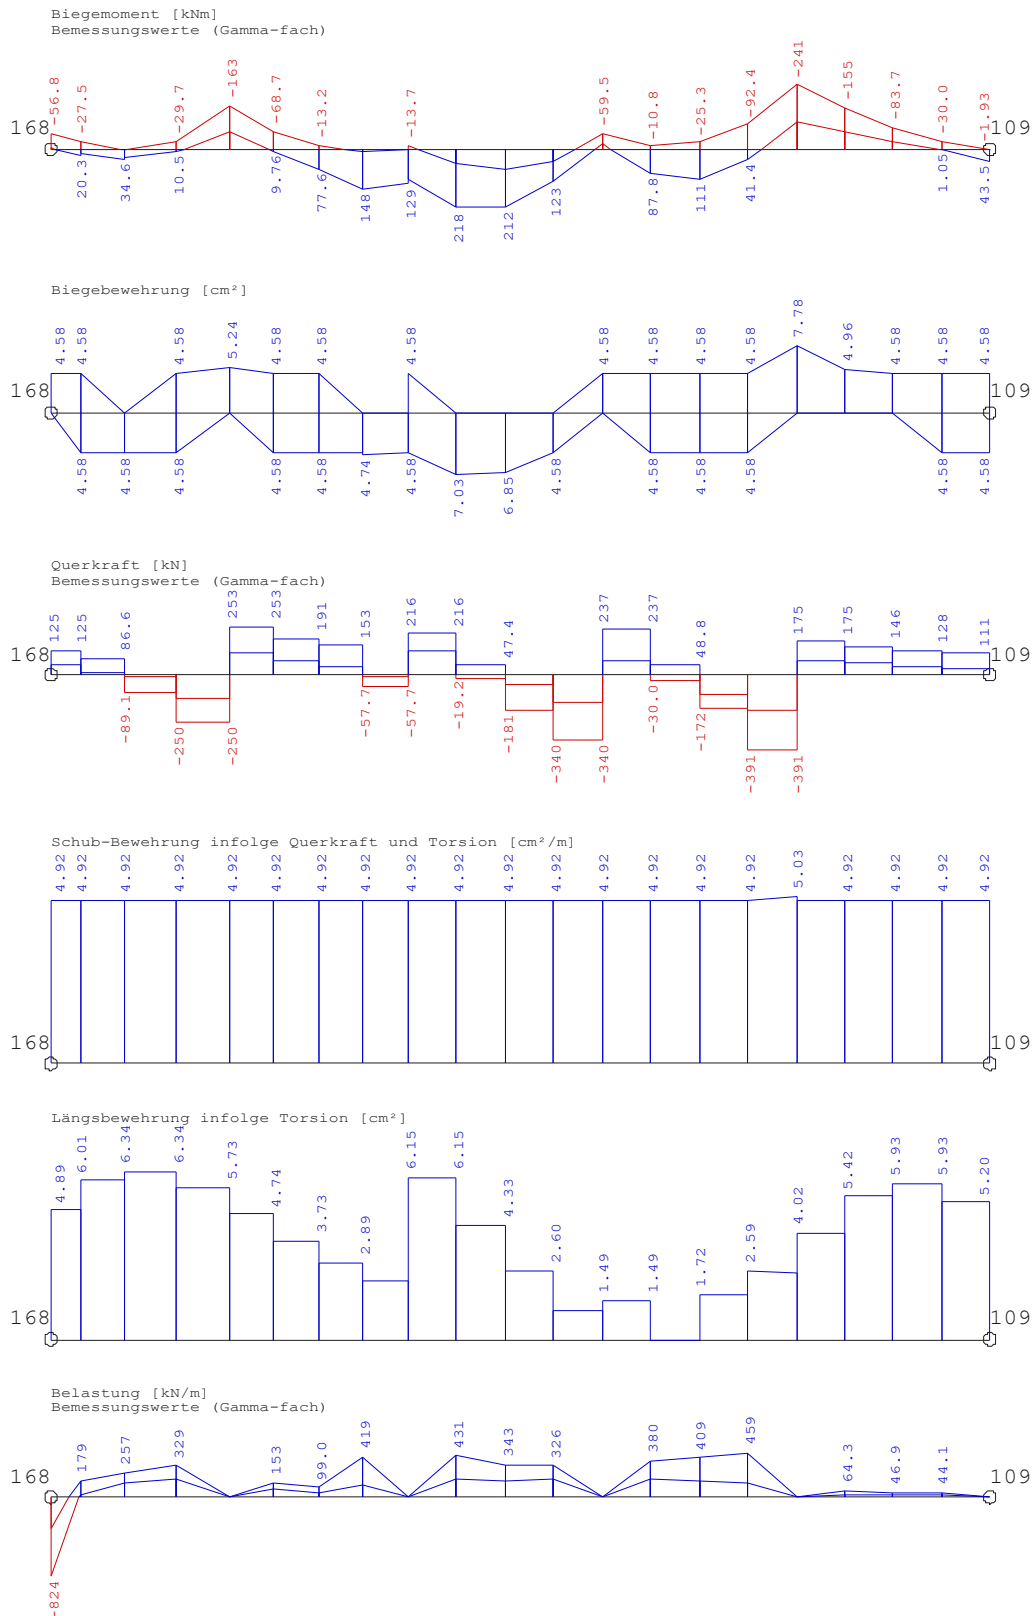 Biegemoment [kNm]
Bemessungswerte (Gamma-fach)
-56.8 -27.5 -29.7 -163 -68.7 -13.2 -13.7 -59.5 -10.8 -25.3 -92.4 -241 -155 -83.7 -30.0 -1.93
168 109
20.3 34.6 10.5 9.76 77.6 148 129 218 212 123 87.8 111 41.4 1.05 43.5
Biegebewehrung [cm²]
4.58 4.58 4.58 5.24 4.58 4.58 4.58 4.58 4.58 4.58 4.58 7.78 4.96 4.58 4.58 4.58
168 109
4.58 4.58 4.58 4.58 4.58 4.74 4.58 7.03 6.85 4.58 4.58 4.58 4.58 4.58 4.58
Querkraft [kN]
Bemessungswerte (Gamma-fach)
125 125 86.6 253 253 191 153 216 216 47.4 237 237 48.8 175 175 146 128 111
168 109
-89.1 -250 -250 -57.7 -57.7 -19.2 -181 -340 -340 -30.0 -172 -391 -391
Schub-Bewehrung infolge Querkraft und Torsion [cm²/m]
4.92 4.92 4.92 4.92 4.92 4.92 4.92 4.92 4.92 4.92 4.92 4.92 4.92 4.92 4.92 4.92 5.03 4.92 4.92 4.92 4.92
168 109
Längsbewehrung infolge Torsion [cm²]
4.89 6.01 6.34 6.34 5.73 4.74 3.73 2.89 6.15 6.15 4.33 2.60 1.49 1.49 1.72 2.59 4.02 5.42 5.93 5.93 5.20
168 109
Belastung [kN/m]
Bemessungswerte (Gamma-fach)
179 257 329 153 99.0 419 431 343 326 380 409 459 64.3 46.9 44.1
168 109
-824